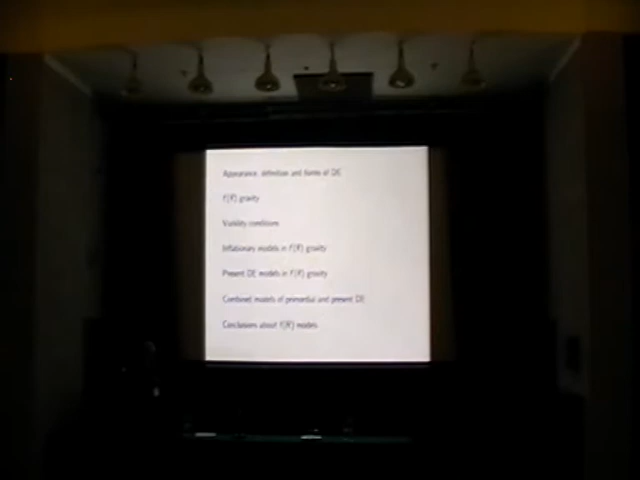 Appearance, definition and forms of DE
f(R) gravity
Viability conditions
Inflationary models in f(R) gravity
Present DE models in f(R) gravity
Combined models of primordial and present DE
Conclusions about f(R) models